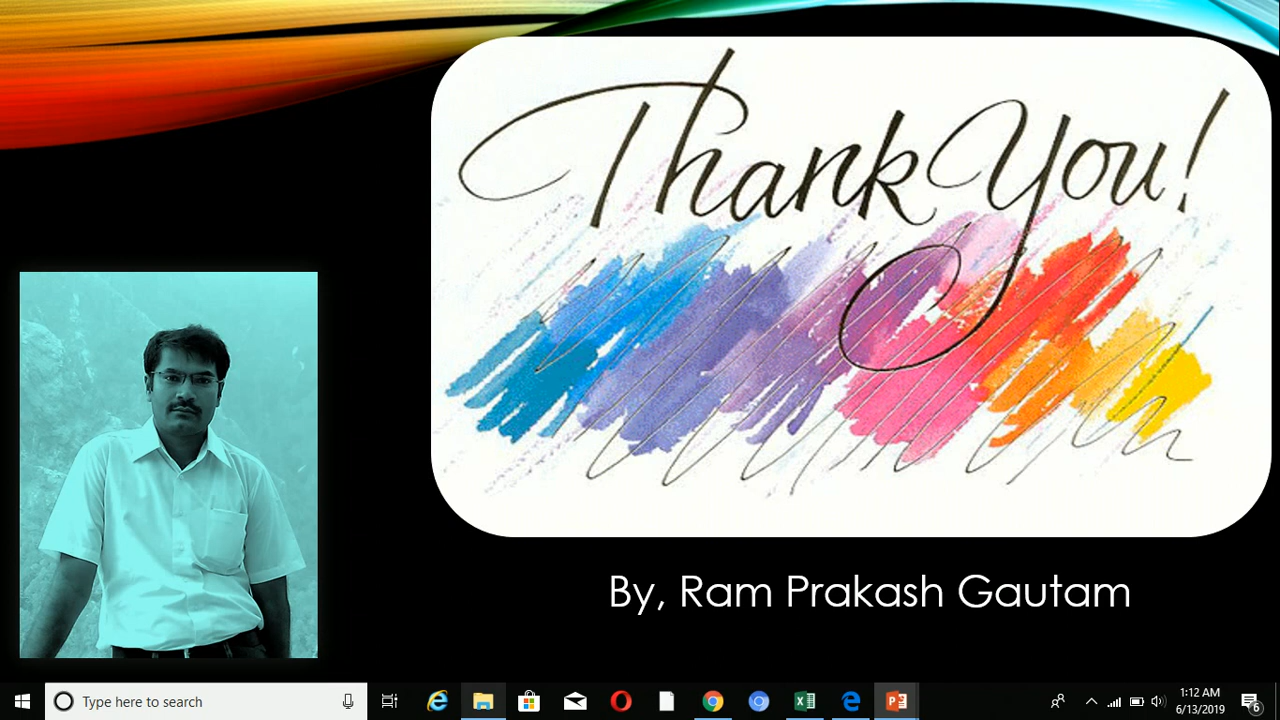 Thank You!
By, Ram Prakash Gautam
Type here to search
1:12 AM
6/13/2019
6